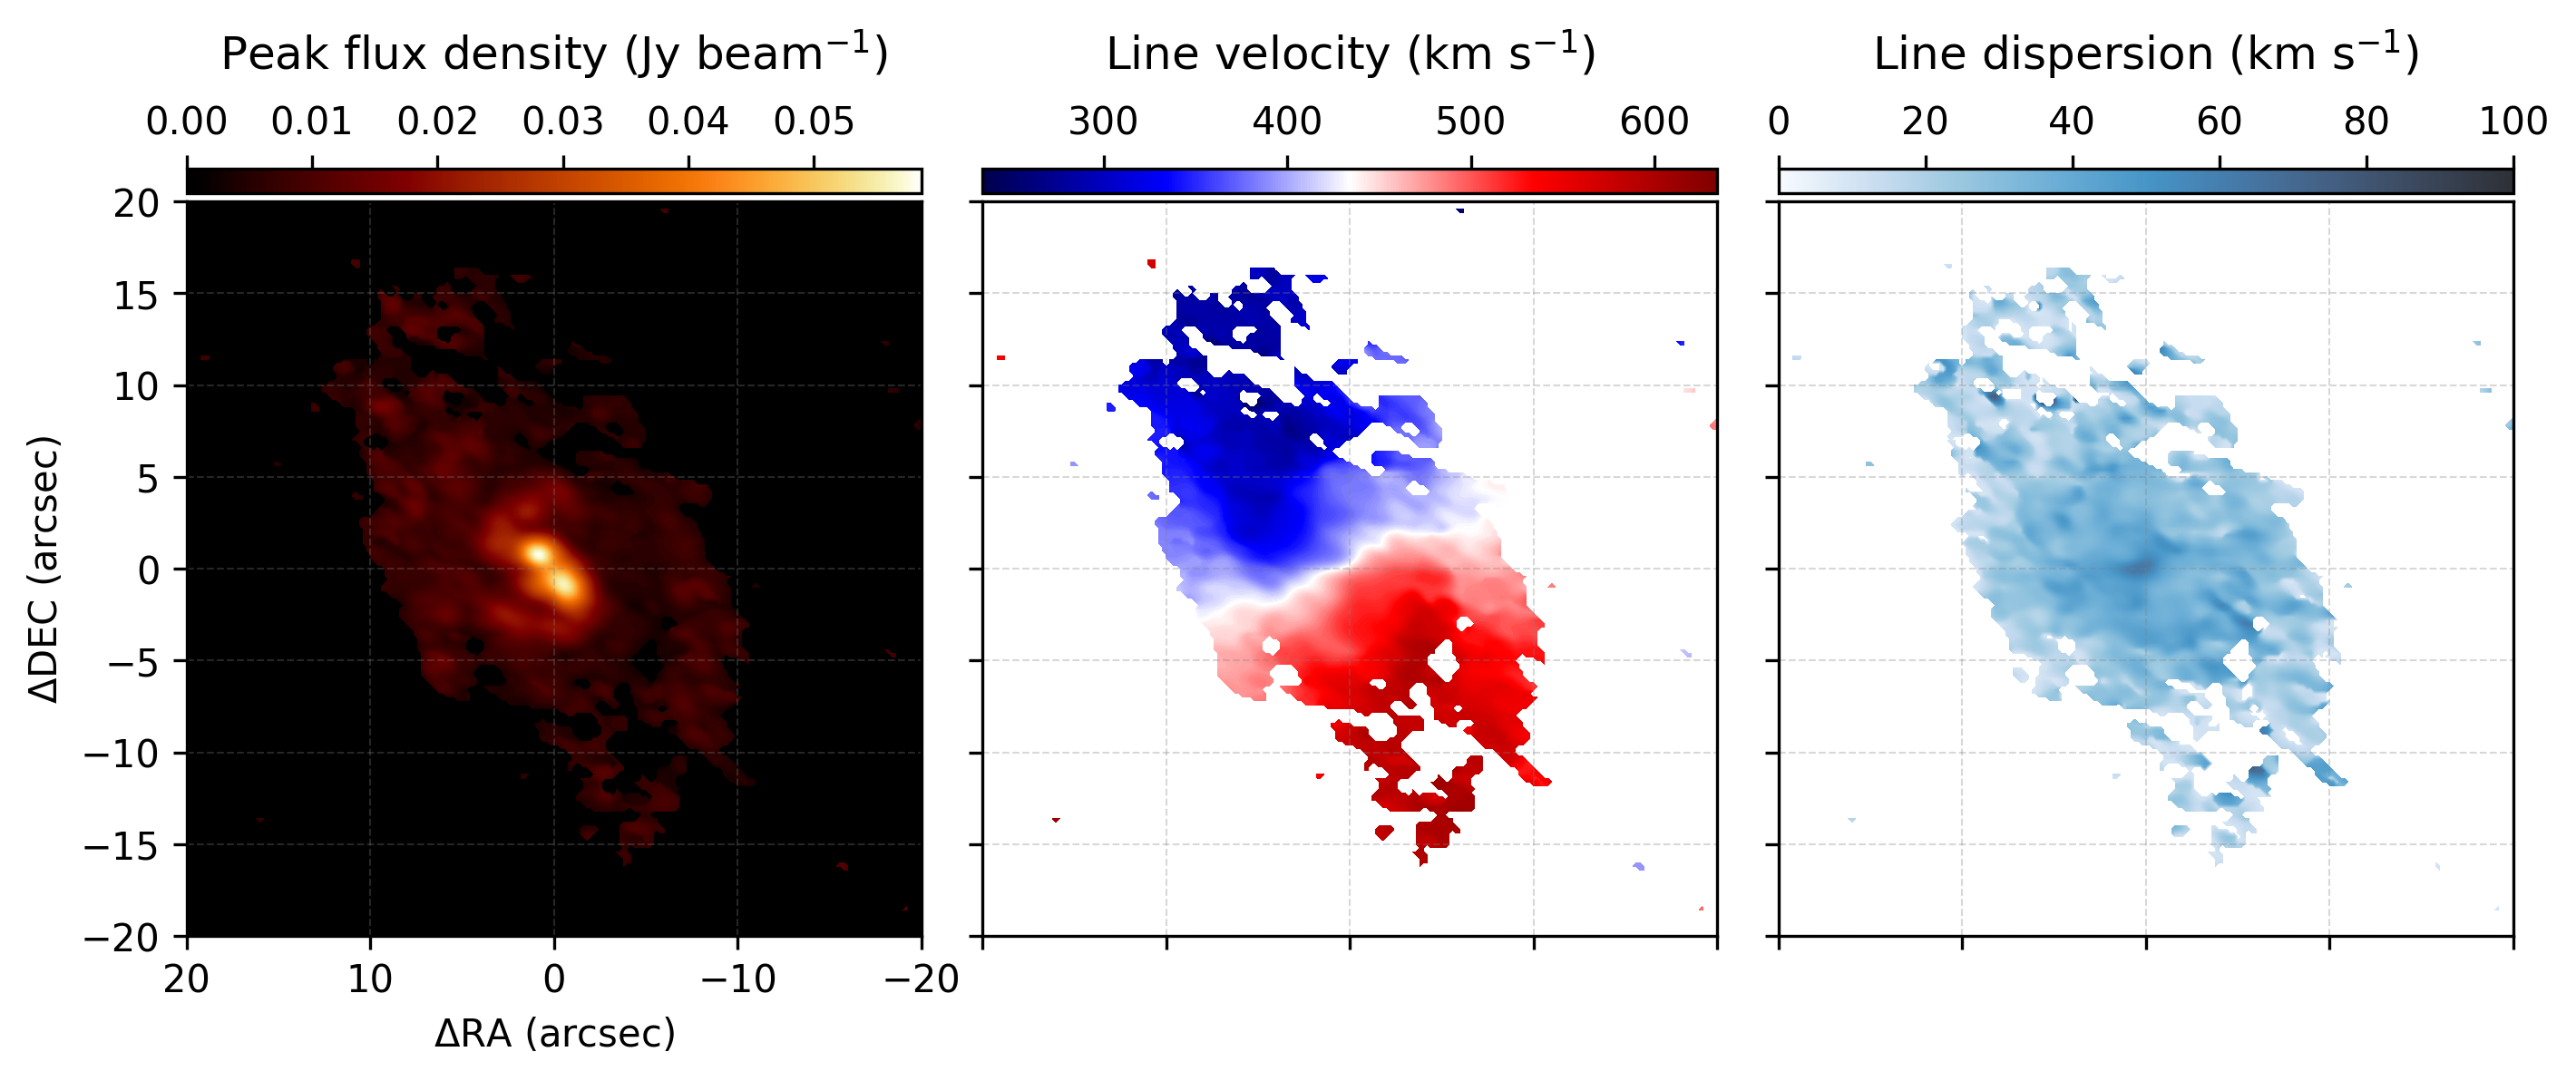 Peak flux density (Jy beam⁻¹) Line velocity (km s⁻¹) Line dispersion (km s⁻¹)
0.00 0.01 0.02 0.03 0.04 0.05 300 400 500 600 0 20 40 60 80 100
20
15
10
5
0
−5
−10
−15
−20
ΔDEC (arcsec)
20 10 0 −10 −20
ΔRA (arcsec)